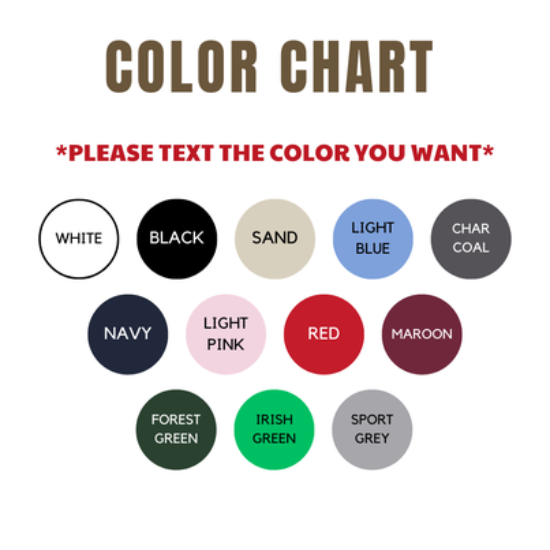 COLOR CHART
*PLEASE TEXT THE COLOR YOU WANT*
WHITE
BLACK
SAND
LIGHT
BLUE
CHAR
COAL
NAVY
LIGHT
PINK
RED
MAROON
FOREST
GREEN
IRISH
GREEN
SPORT
GREY